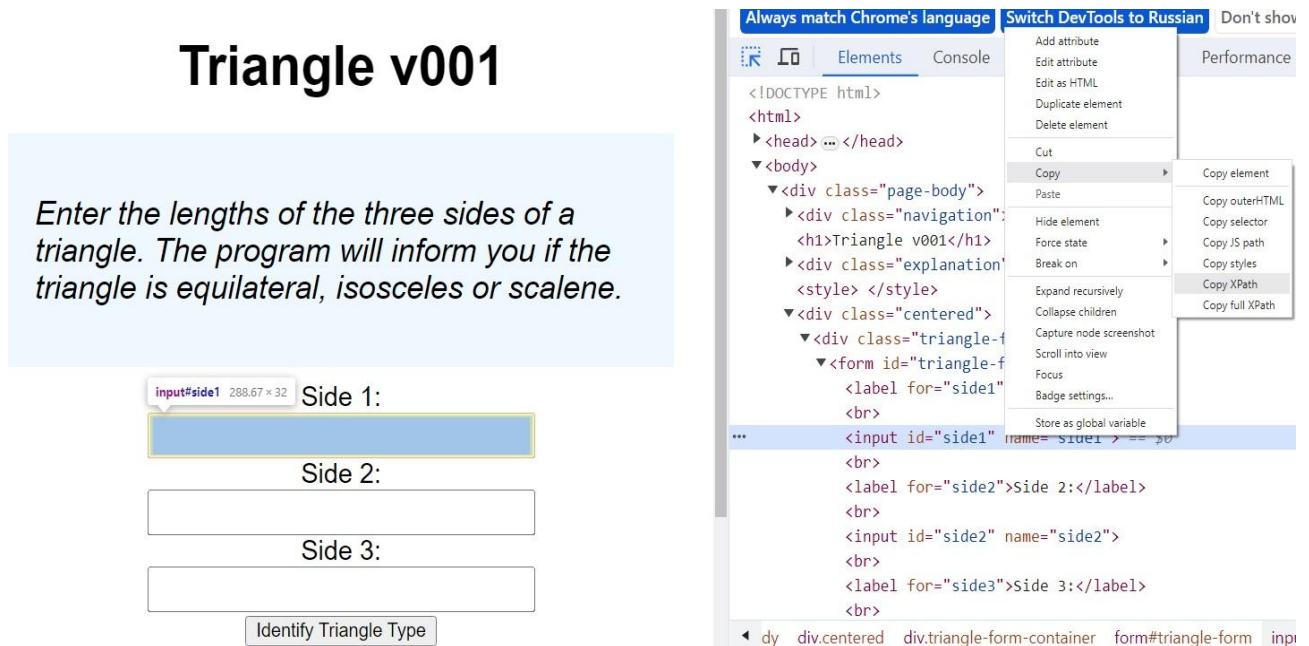 Triangle v001
Enter the lengths of the three sides of a
triangle. The program will inform you if the
triangle is equilateral, isosceles or scalene.
input#side1 288.67 × 32
Side 1:
Side 2:
Side 3:
Identify Triangle Type
Always match Chrome's language Switch DevTools to Russian Don't show
Elements Console Performance
<!DOCTYPE html>
<html>
<head> ... </head>
<body>
<div class="page-body">
<div class="navigation"
<h1>Triangle v001</h1>
<div class="explanation"
<style> </style>
<div class="centered">
<div class="triangle-f
<form id="triangle-f
<label for="side1"
<br>
... <input id="side1" name="side1"> == $0
<br>
<label for="side2">Side 2:</label>
<br>
<input id="side2" name="side2">
<br>
<label for="side3">Side 3:</label>
<br>
dy div.centered div.triangle-form-container form#triangle-form inpu
Add attribute
Edit attribute
Edit as HTML
Duplicate element
Delete element
Cut
Copy
Paste
Hide element
Force state
Break on
Expand recursively
Collapse children
Capture node screenshot
Scroll into view
Focus
Badge settings...
Store as global variable
Copy element
Copy outerHTML
Copy selector
Copy JS path
Copy styles
Copy XPath
Copy full XPath